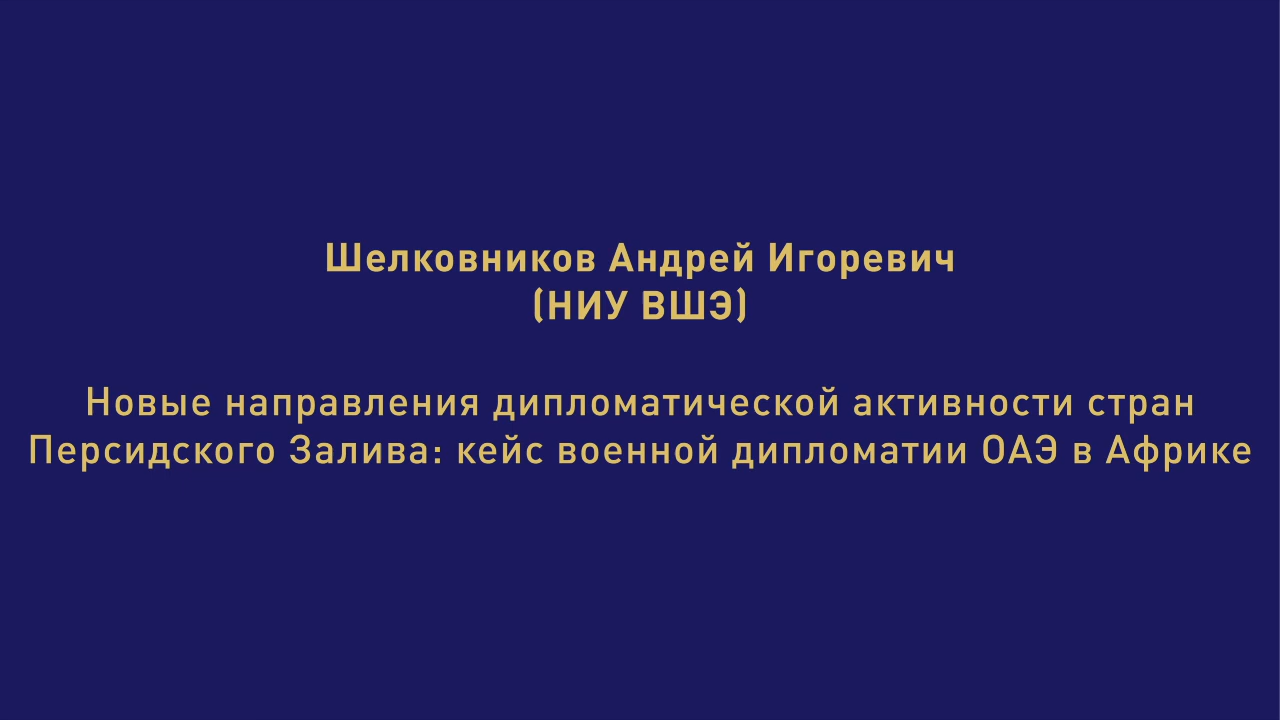 Шелковников Андрей Игоревич
(НИУ ВШЭ)
Новые направления дипломатической активности стран
Персидского Залива: кейс военной дипломатии ОАЭ в Африке